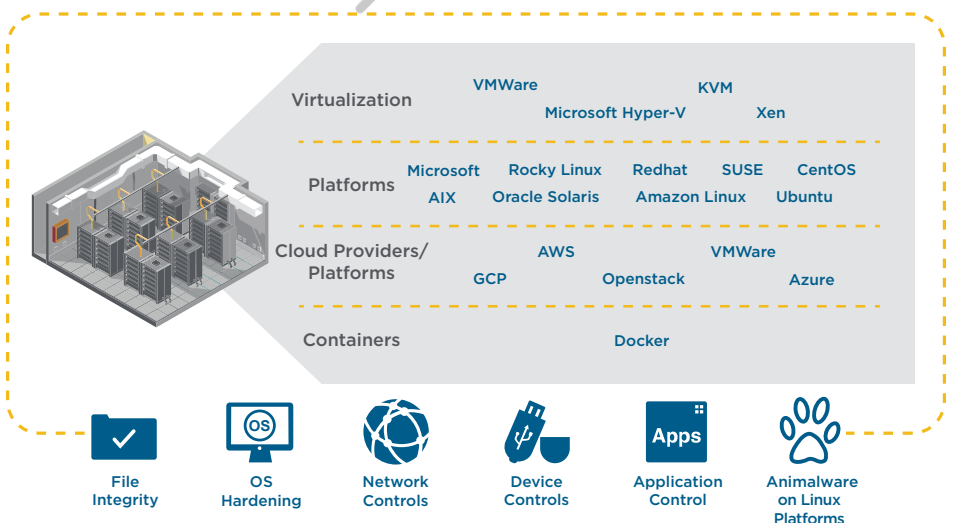 Virtualization
VMWare
KVM
Microsoft Hyper-V
Xen
Platforms
Microsoft
Rocky Linux
Redhat
SUSE
CentOS
AIX
Oracle Solaris
Amazon Linux
Ubuntu
Cloud Providers/
Platforms
AWS
VMWare
GCP
Openstack
Azure
Containers
Docker
OS
Apps
File
Integrity
OS
Hardening
Network
Controls
Device
Controls
Application
Control
Animalware
on Linux
Platforms